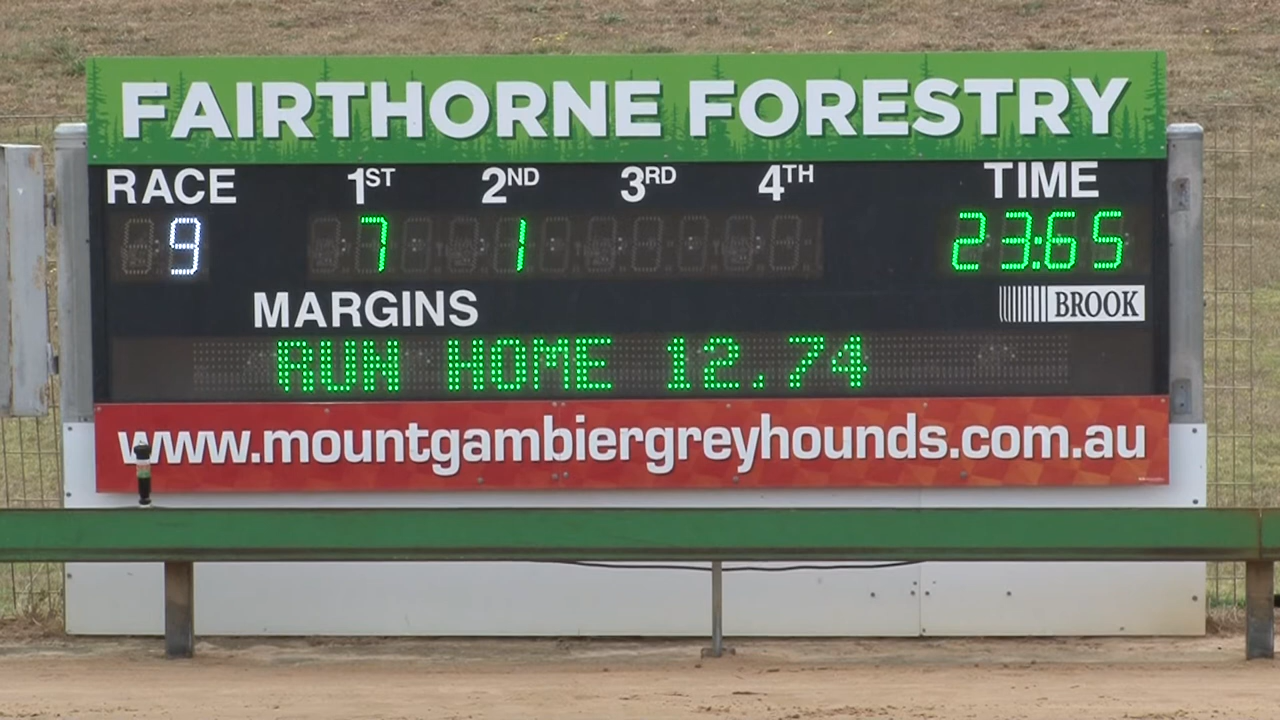 FAIRTHORNE FORESTRY
RACE 1ST 2ND 3RD 4TH TIME
9 7 1 23:65
MARGINS BROOK
RUN HOME 12.74
www.mountgambiergreyhounds.com.au